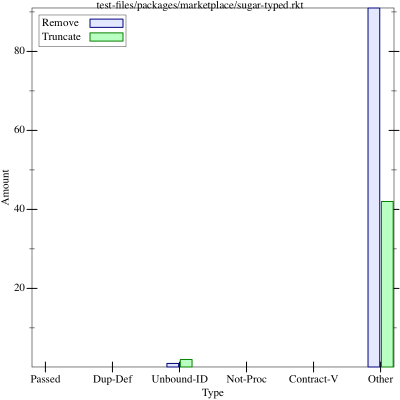 test-files/packages/marketplace/sugar-typed.rkt
Remove
Truncate
80
60
40
20
Amount
Passed Dup-Def Unbound-ID Not-Proc Contract-V Other
Type